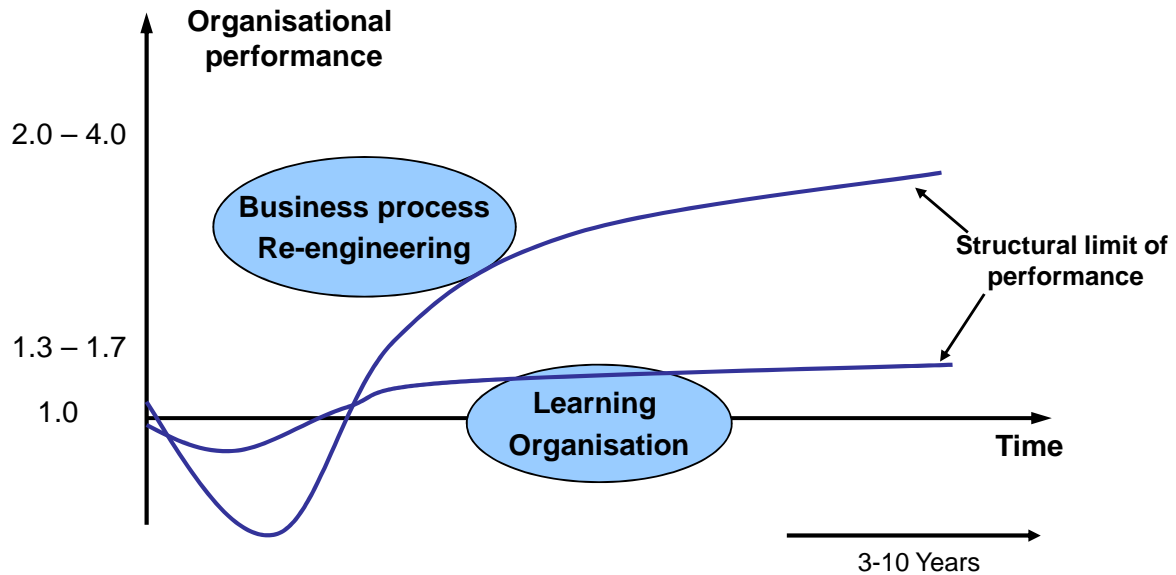 Organisational
performance
2.0 – 4.0
Business process
Re-engineering
Structural limit of
performance
1.3 – 1.7
1.0
Learning
Organisation
Time
3-10 Years